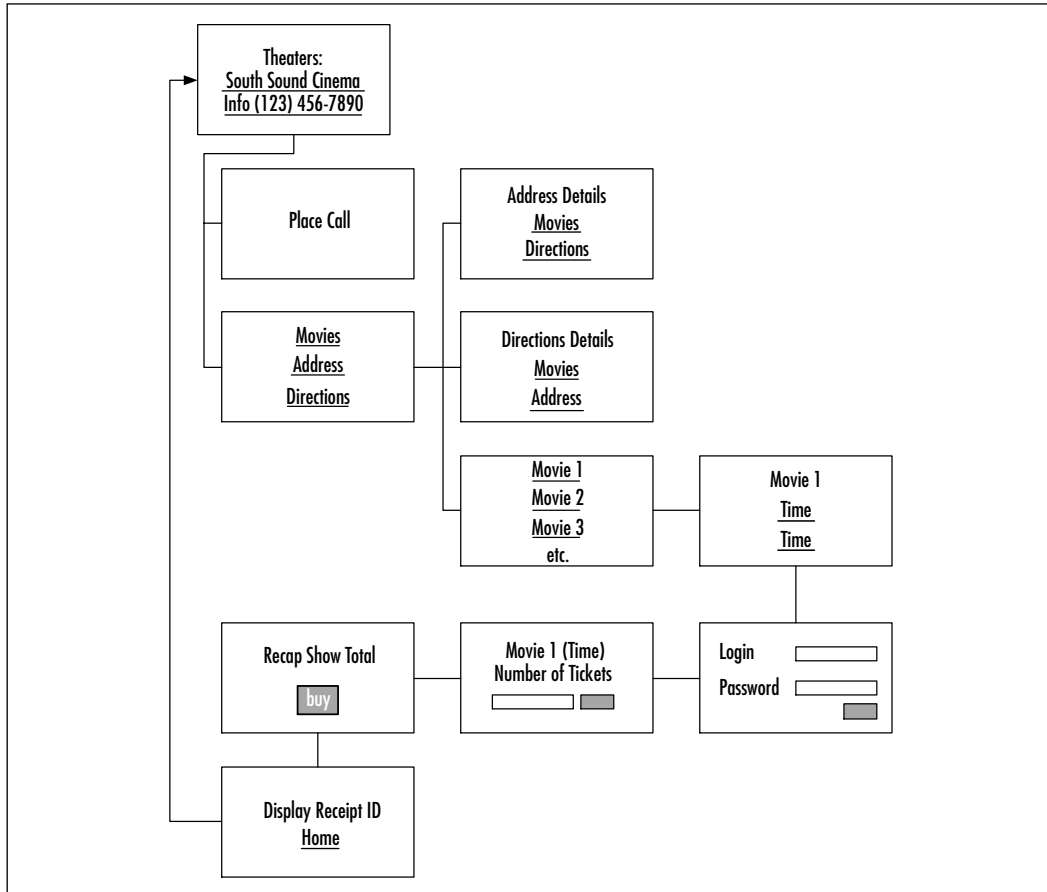 Theaters:
South Sound Cinema
Info (123) 456-7890
Place Call
Address Details
Movies
Directions
Movies
Address
Directions
Directions Details
Movies
Address
Movie 1
Movie 2
Movie 3
etc.
Movie 1
Time
Time
Recap Show Total
buy
Movie 1 (Time)
Number of Tickets
Login
Password
Display Receipt ID
Home